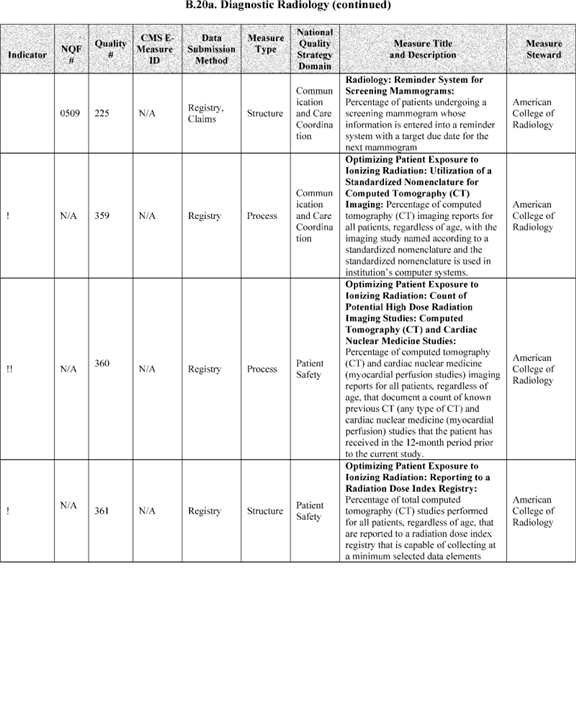 B.20a. Diagnostic Radiology (continued)
Indicator
NQF
#
Quality
#
CMS E-
Measure
ID
Data
Submission
Method
Measure
Type
National
Quality
Strategy
Domain
Measure Title
and Description
Measure
Steward
0509
225
N/A
Registry,
Claims
Structure
Commun
ication
and Care
Coordina
tion
Radiology: Reminder System for
Screening Mammograms:
Percentage of patients undergoing a
screening mammogram whose
information is entered into a reminder
system with a target due date for the
next mammogram
American
College of
Radiology
!
N/A
359
N/A
Registry
Process
Commun
ication
and Care
Coordina
tion
Optimizing Patient Exposure to
Ionizing Radiation: Utilization of a
Standardized Nomenclature for
Computed Tomography (CT)
Imaging: Percentage of computed
tomography (CT) imaging reports for
all patients, regardless of age, with the
imaging study named according to a
standardized nomenclature and the
standardized nomenclature is used in
institution's computer systems.
American
College of
Radiology
!!
N/A
360
N/A
Registry
Process
Patient
Safety
Optimizing Patient Exposure to
Ionizing Radiation: Count of
Potential High Dose Radiation
Imaging Studies: Computed
Tomography (CT) and Cardiac
Nuclear Medicine Studies:
Percentage of computed tomography
(CT) and cardiac nuclear medicine
(myocardial perfusion studies) imaging
reports for all patients, regardless of
age, that document a count of known
previous CT (any type of CT) and
cardiac nuclear medicine (myocardial
perfusion) studies that the patient has
received in the 12-month period prior
to the current study.
American
College of
Radiology
!
N/A
361
N/A
Registry
Structure
Patient
Safety
Optimizing Patient Exposure to
Ionizing Radiation: Reporting to a
Radiation Dose Index Registry:
Percentage of total computed
tomography (CT) studies performed
for all patients, regardless of age, that
are reported to a radiation dose index
registry that is capable of collecting at
a minimum selected data elements
American
College of
Radiology